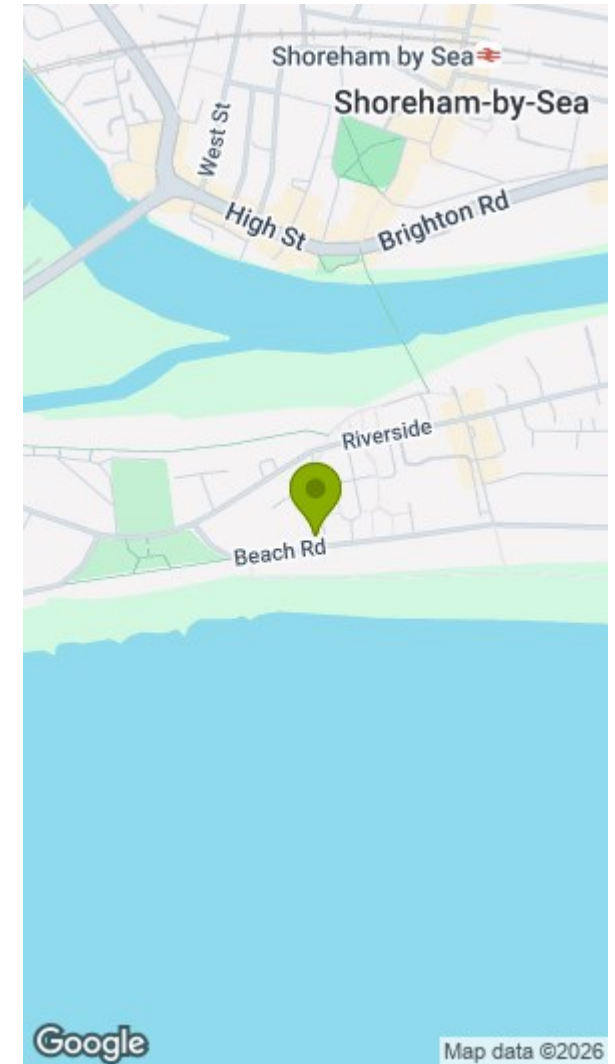 Shoreham by Sea
Shoreham-by-Sea
West St
High St
Brighton Rd
Riverside
Beach Rd
Google
Map data ©2026